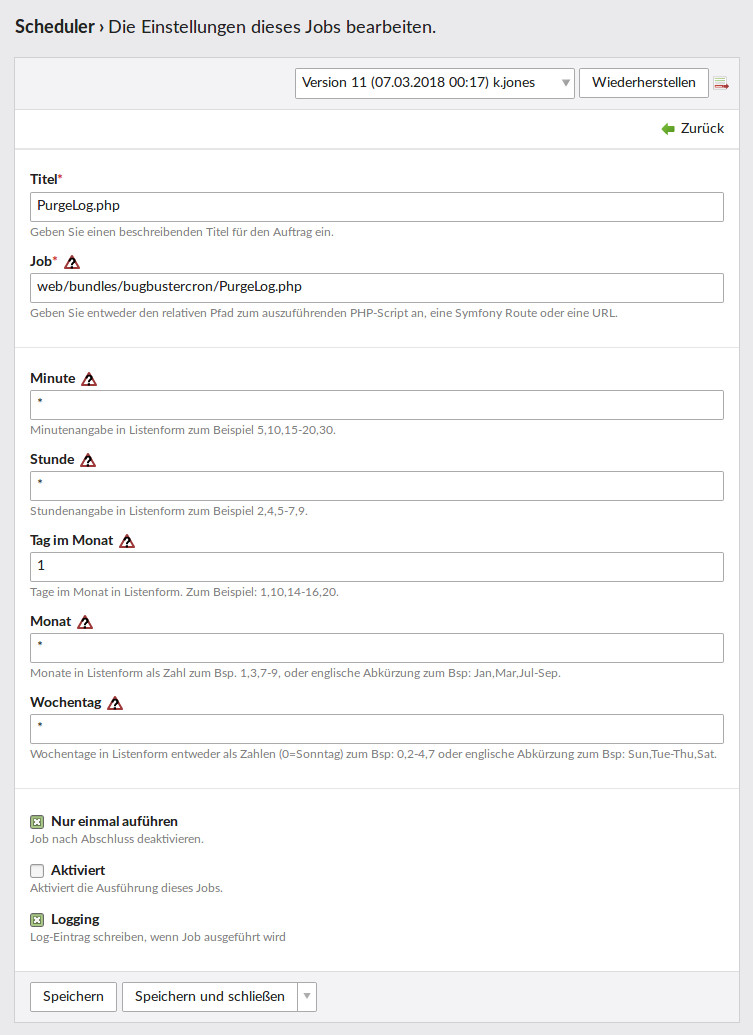 Scheduler › Die Einstellungen dieses Jobs bearbeiten.
Version 11 (07.03.2018 00:17) k.jones
Wiederherstellen
Zurück
Titel*
PurgeLog.php
Geben Sie einen beschreibenden Titel für den Auftrag ein.
Job*
web/bundles/bugbustercron/PurgeLog.php
Geben Sie entweder den relativen Pfad zum auszuführenden PHP-Script an, eine Symfony Route oder eine URL.
Minute
*
Minutenangabe in Listenform zum Beispiel 5,10,15-20,30.
Stunde
*
Stundenangabe in Listenform zum Beispiel 2,4,5-7,9.
Tag im Monat
1
Tage im Monat in Listenform. Zum Beispiel: 1,10,14-16,20.
Monat
*
Monate in Listenform als Zahl zum Bsp. 1,3,7-9, oder englische Abkürzung zum Bsp: Jan,Mar,Jul-Sep.
Wochentag
*
Wochentage in Listenform entweder als Zahlen (0=Sonntag) zum Bsp: 0,2-4,7 oder englische Abkürzung zum Bsp: Sun,Tue-Thu,Sat.
Nur einmal auführen
Job nach Abschluss deaktivieren.
Aktiviert
Aktiviert die Ausführung dieses Jobs.
Logging
Log-Eintrag schreiben, wenn Job ausgeführt wird
Speichern
Speichern und schließen